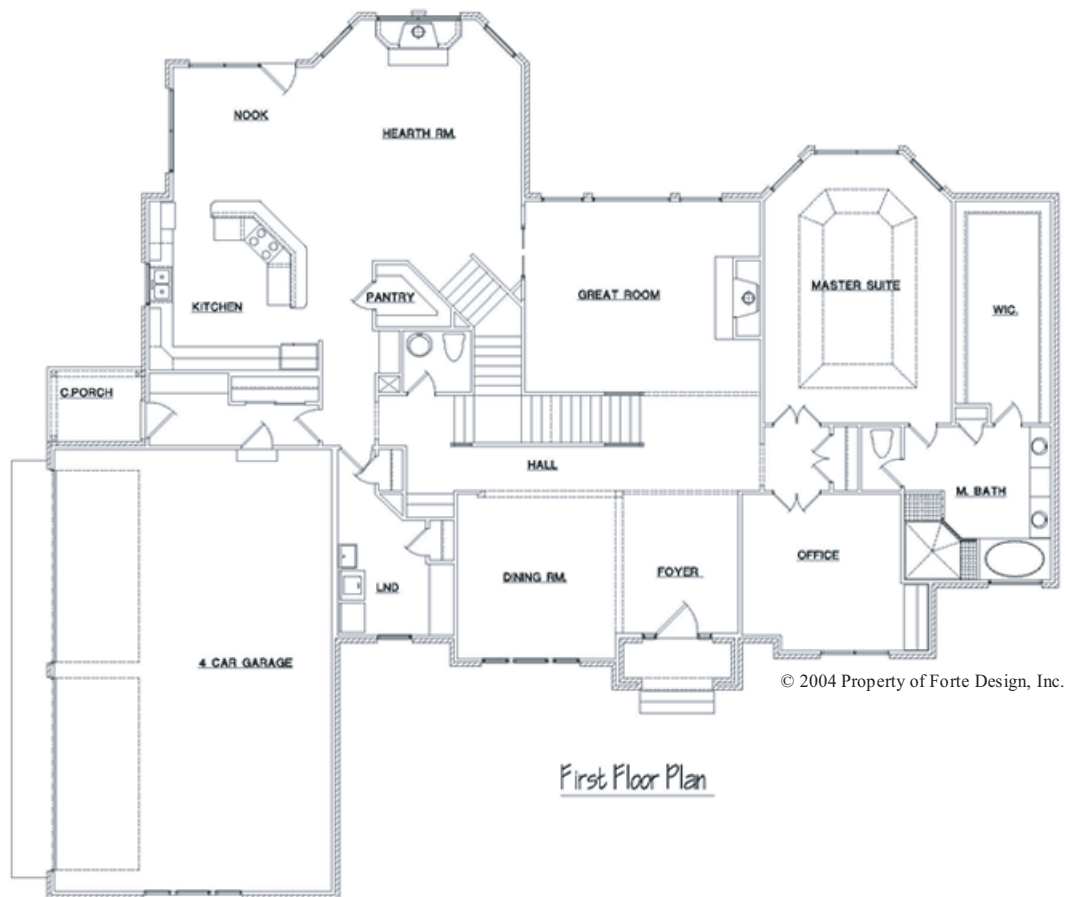 NOOK
HEARTH RM.
MASTER SUITE
GREAT ROOM
PANTRY
KITCHEN
WIC.
C.PORCH
HALL
M. BATH
OFFICE
DINING RM.
FOYER
LND
4 CAR GARAGE
© 2004 Property of Forte Design, Inc.
First Floor Plan